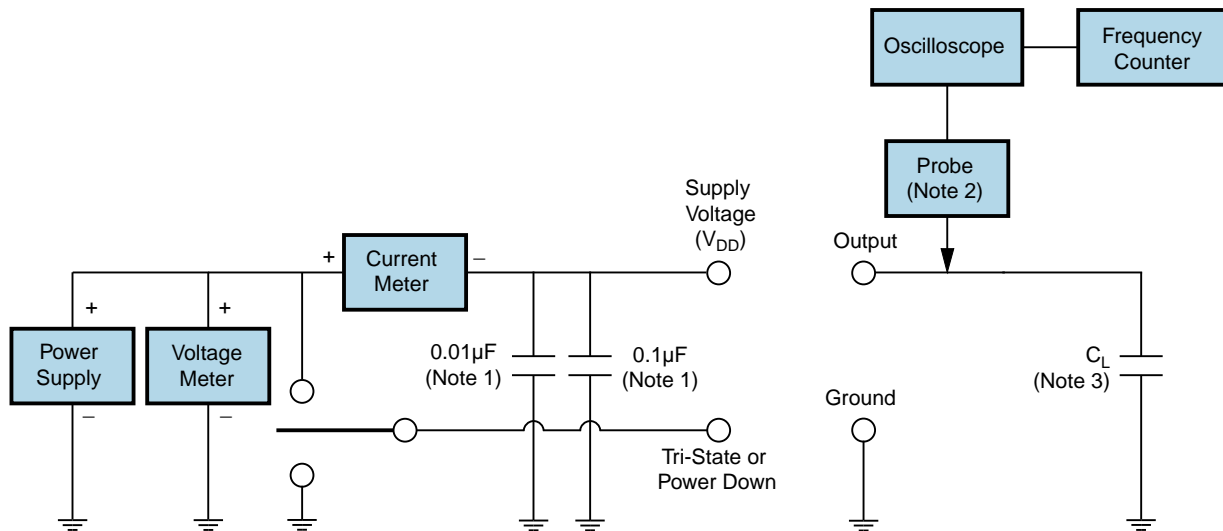 Oscilloscope
Frequency
Counter
Probe
(Note 2)
Supply
Voltage
(VDD)
Output
+
Current
Meter
–
+
Power
Supply
–
+
Voltage
Meter
–
0.01µF
(Note 1)
0.1µF
(Note 1)
CL
(Note 3)
Ground
Tri-State or
Power Down